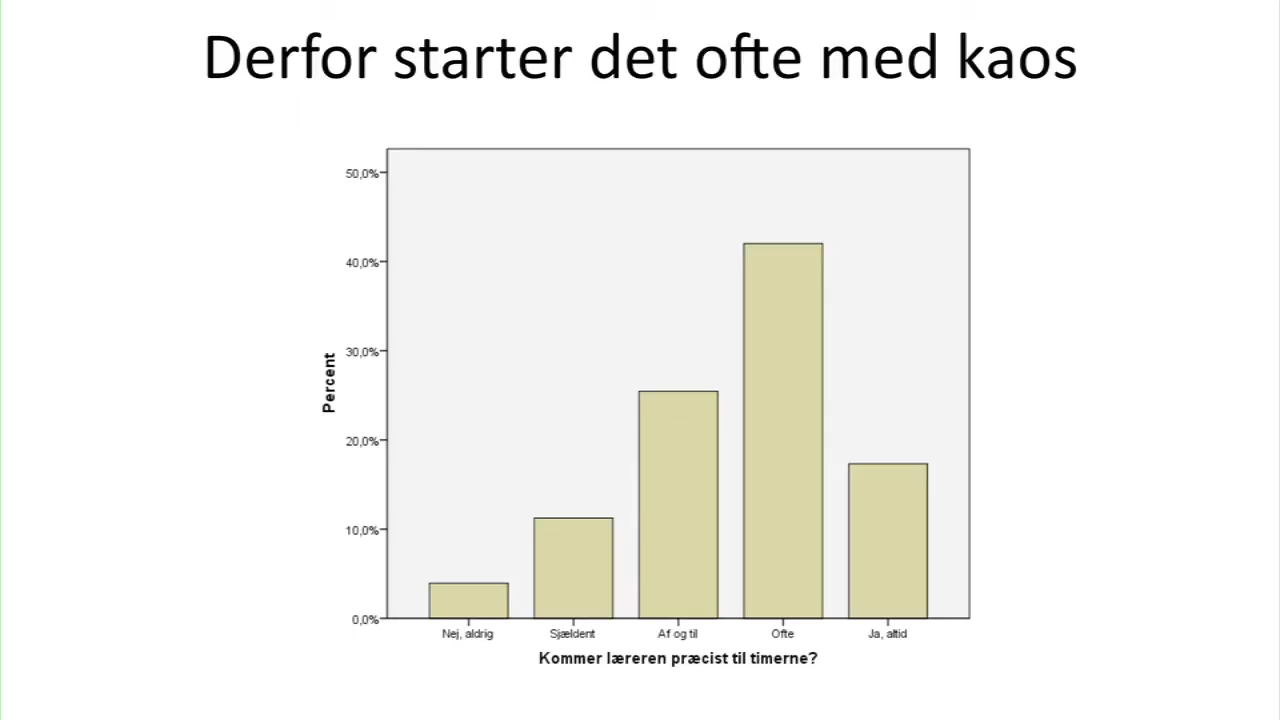 Derfor starter det ofte med kaos
50,0%
40,0%
30,0%
20,0%
10,0%
0,0%
Percent
Nej, aldrig Sjældent Af og til Ofte Ja, altid
Kommer læreren præcist til timerne?